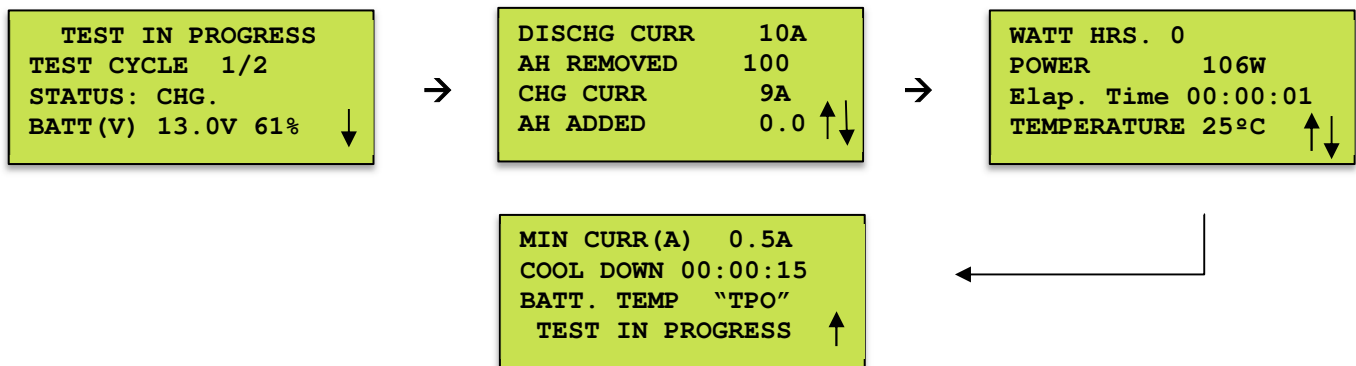 TEST IN PROGRESS
TEST CYCLE 1/2
STATUS: CHG.
BATT(V) 13.0V 61%
DISCHG CURR 10A
AH REMOVED 100
CHG CURR 9A
AH ADDED 0.0
WATT HRS. 0
POWER 106W
Elap. Time 00:00:01
TEMPERATURE 25ºC
MIN CURR(A) 0.5A
COOL DOWN 00:00:15
BATT. TEMP “TPO”
TEST IN PROGRESS